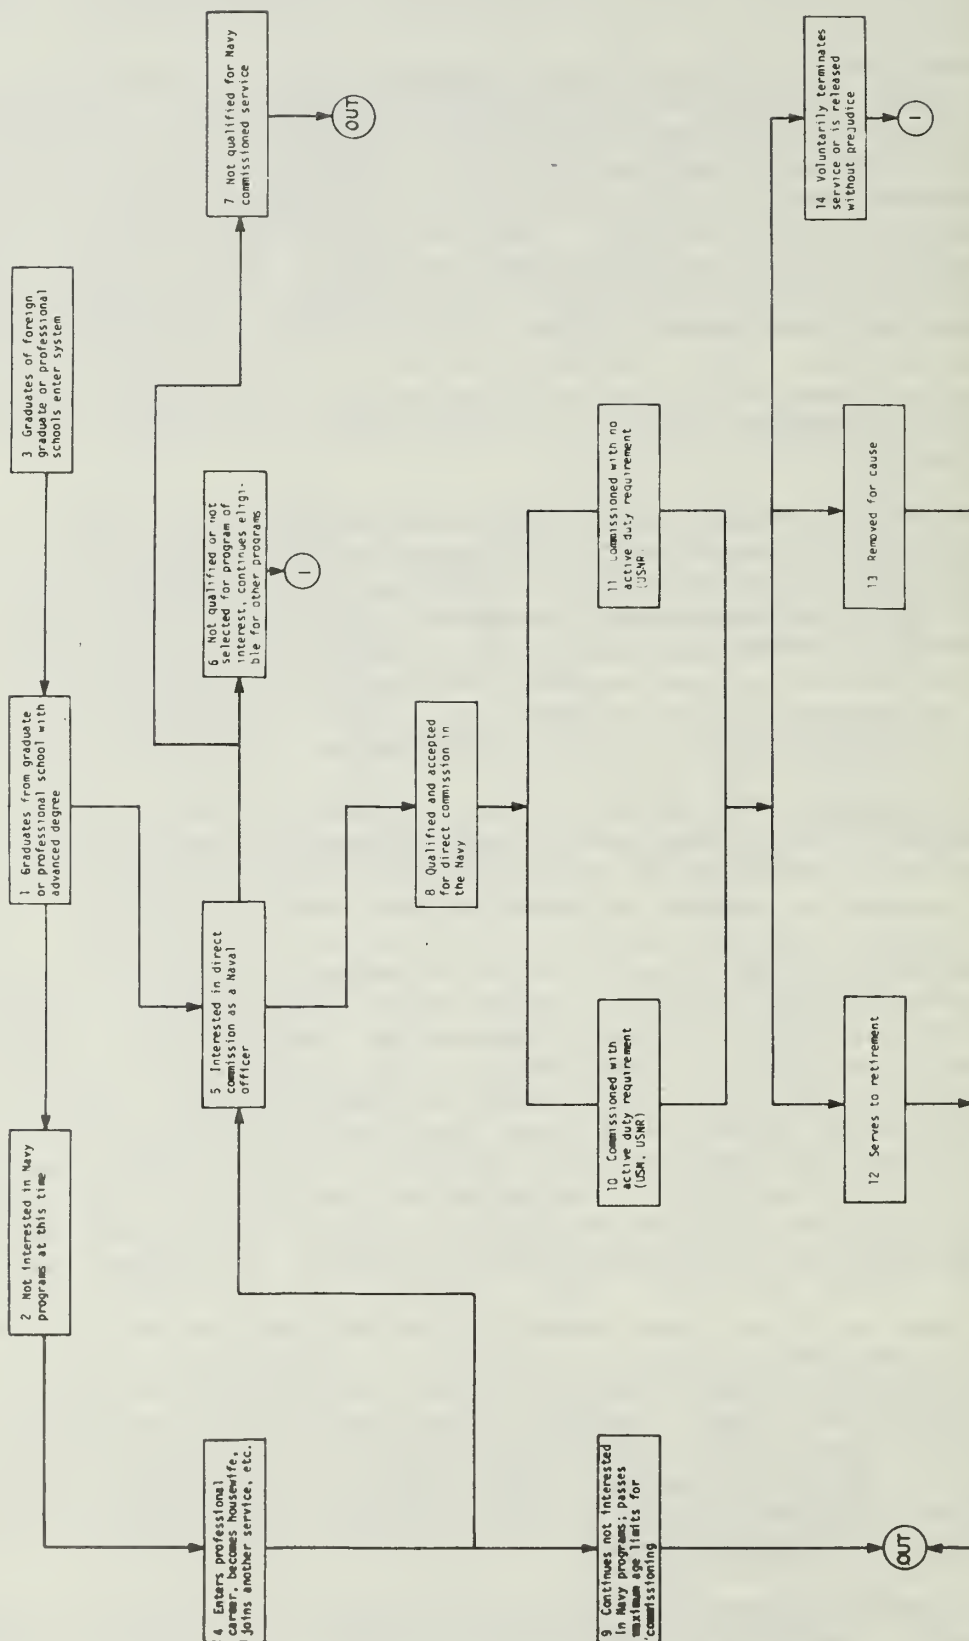 1 Graduates from graduate
or professional school with
advanced degree
2 Not interested in Navy
programs at this time
3 Graduates of foreign
graduate or professional
schools enter system
4 Enters professional
career, becomes housewife,
joins another service, etc.
5 Interested in direct
commission as a Naval
officer
6 Not qualified or not
selected for program of
interest, continues eligi-
ble for other programs
1
7 Not qualified for Navy
commissioned service
OUT
8 Qualified and accepted
for direct commission in
the Navy
9 Continues not interested
in Navy programs; passes
maximum age limits for
commissioning
OUT
10 Commissioned with
active duty requirement
(USN, USNR)
11 Commissioned with no
active duty requirement
(USNR
12 Serves to retirement
13 Removed for cause
14 Voluntarily terminates
service or is released
without prejudice
1